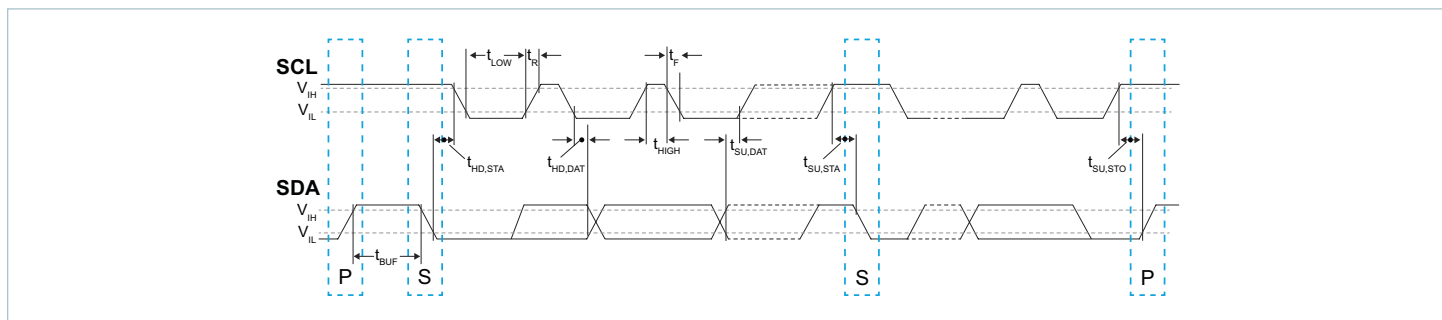 t_LOW t_R t_F
SCL
V_IH
V_IL
t_HD,STA t_HD,DAT t_HIGH t_SU,DAT t_SU,STA t_SU,STO
SDA
V_IH
V_IL
t_BUF
P S S P